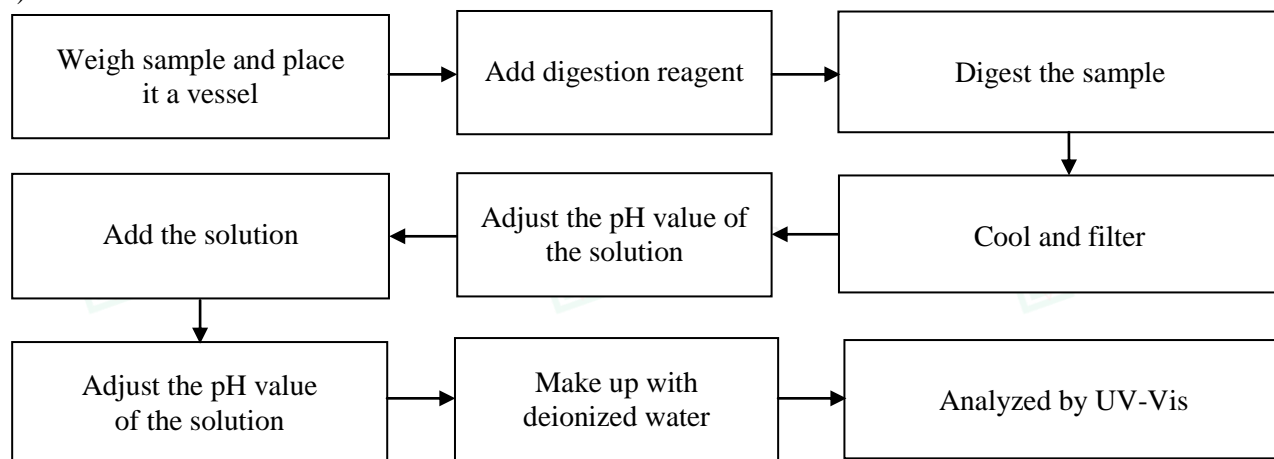 )
Weigh sample and place
it a vessel
Add digestion reagent
Digest the sample
Cool and filter
Adjust the pH value of
the solution
Add the solution
Adjust the pH value
of the solution
Make up with
deionized water
Analyzed by UV-Vis